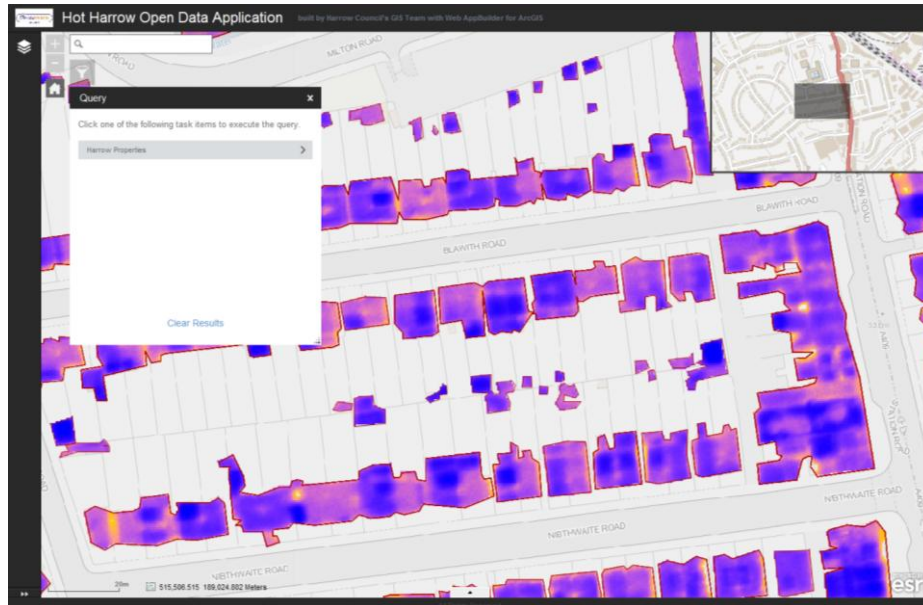 Hot Harrow Open Data Application
built by Harrow Council's GIS Team with Web AppBuilder for ArcGIS
MILTON ROAD
Query
x
Click one of the following task items to execute the query.
Harrow Properties
BLAWITH ROAD
BLAWITH ROAD
Clear Results
NIBTHWAITE ROAD
NIBTHWAITE ROAD
NIBTHWAITE ROAD
20m
515,506.515 189,024.882 Meters
esri